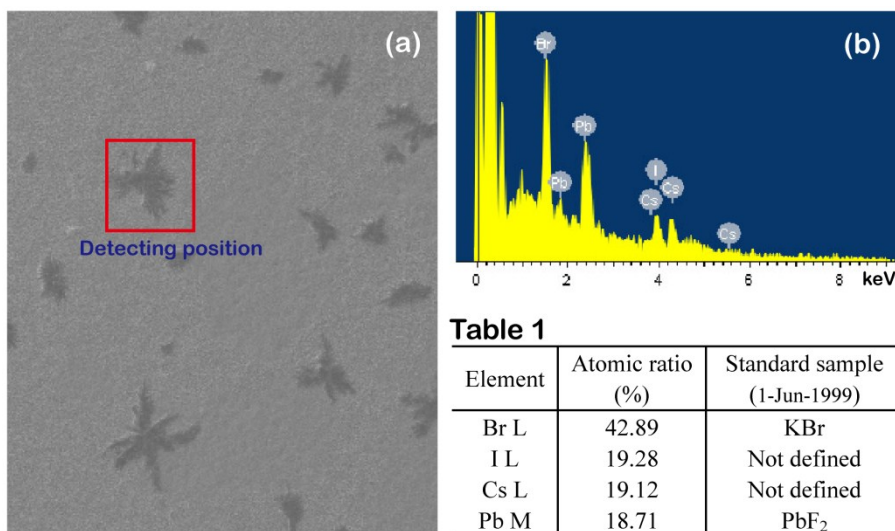 (a)
Detecting position
(b)
Br
Pb
Pb
I
Cs
Cs
Cs
0 2 4 6 8 keV
Table 1
Element Atomic ratio (%) Standard sample (1-Jun-1999)
Br L 42.89 KBr
I L 19.28 Not defined
Cs L 19.12 Not defined
Pb M 18.71 PbF₂